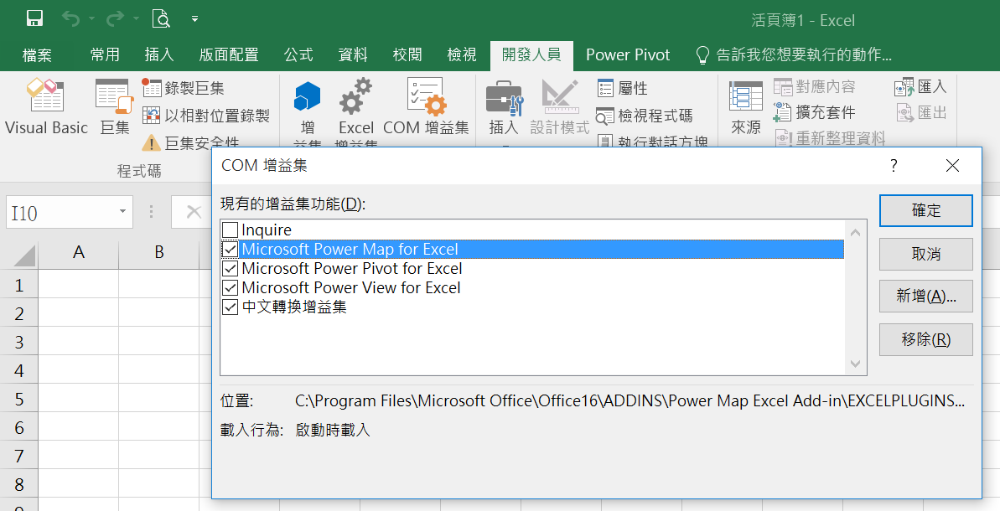 活頁簿1 - Excel
檔案 常用 插入 版面配置 公式 資料 校閱 檢視 開發人員 Power Pivot 告訴我您想要執行的動作...
Visual Basic
巨集
錄製巨集
以相對位置錄製
巨集安全性
程式碼
增
益集
Excel
增益集
COM 增益集
插入
設計模式
屬性
檢視程式碼
執行對話方塊
來源
對應內容
擴充套件
重新整理資料
匯入
匯出
I10
A B
1
2
3
4
5
6
7
8
9
COM 增益集 ?
現有的增益集功能(D):
Inquire
Microsoft Power Map for Excel
Microsoft Power Pivot for Excel
Microsoft Power View for Excel
中文轉換增益集
確定
取消
新增(A)...
移除(R)
位置: C:\Program Files\Microsoft Office\Office16\ADDINS\Power Map Excel Add-in\EXCELPLUGINS...
載入行為: 啟動時載入